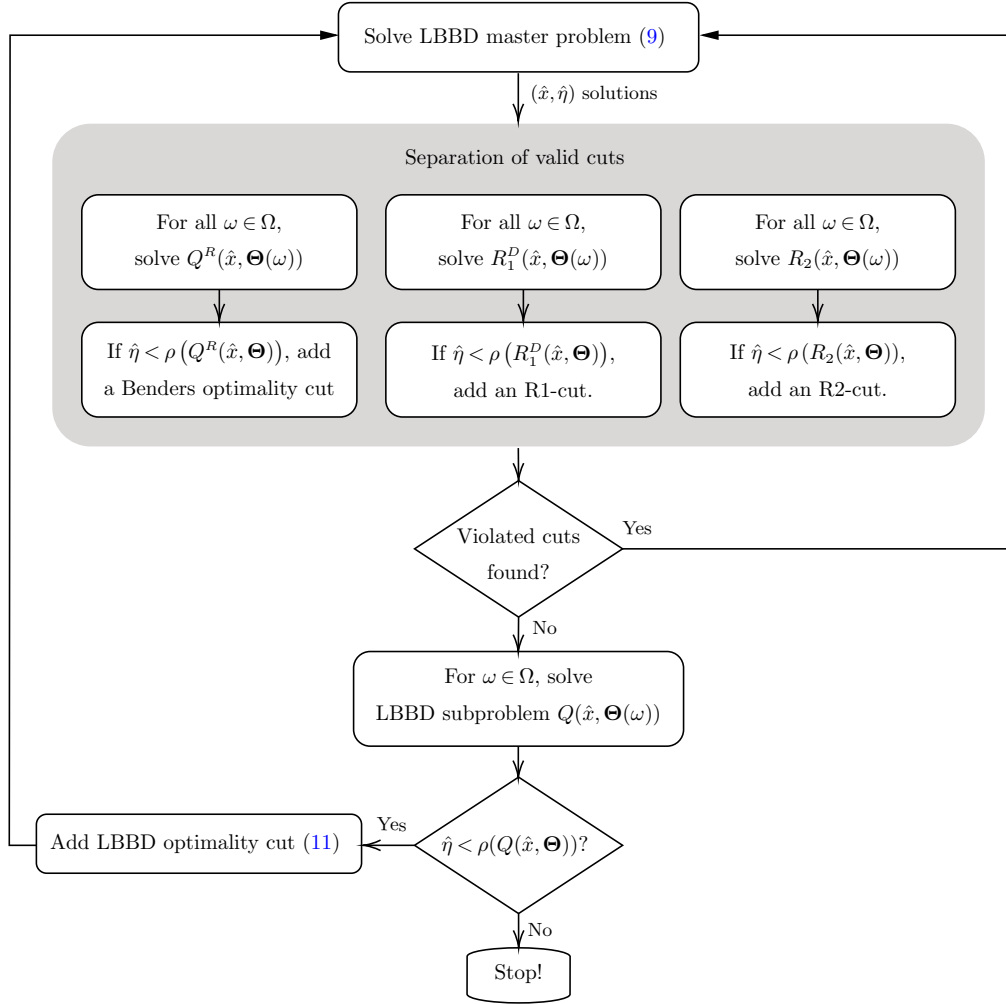 Solve LBBD master problem (9)
(x̂, η̂) solutions
Separation of valid cuts
For all ω ∈ Ω,
solve Q^R(x̂, Θ(ω))
For all ω ∈ Ω,
solve R_1^D(x̂, Θ(ω))
For all ω ∈ Ω,
solve R_2(x̂, Θ(ω))
If η̂ < ρ (Q^R(x̂, Θ)), add
a Benders optimality cut
If η̂ < ρ (R_1^D(x̂, Θ)),
add an R1-cut.
If η̂ < ρ (R_2(x̂, Θ)),
add an R2-cut.
Violated cuts
found?
Yes
No
For ω ∈ Ω, solve
LBBD subproblem Q(x̂, Θ(ω))
η̂ < ρ(Q(x̂, Θ))?
Yes
Add LBBD optimality cut (11)
No
Stop!